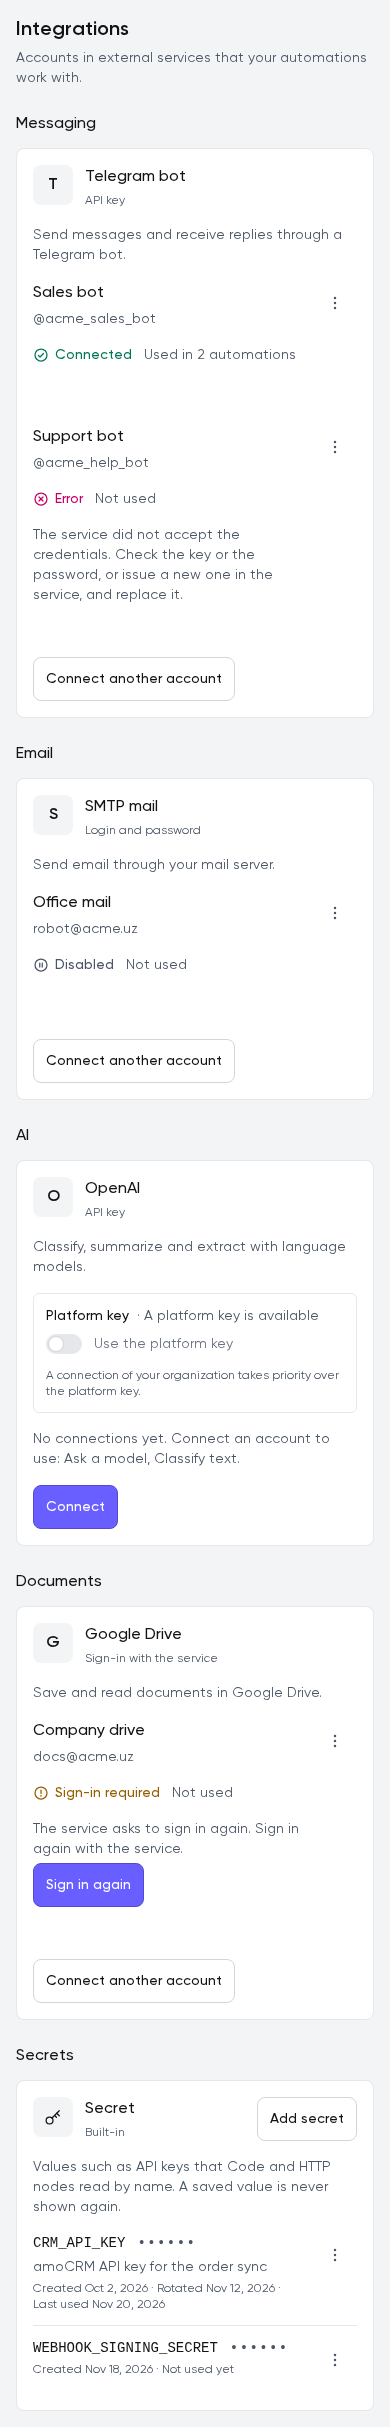 Integrations
Accounts in external services that your automations
work with.
Messaging
T
Telegram bot
API key
Send messages and receive replies through a
Telegram bot.
Sales bot
@acme_sales_bot
Connected Used in 2 automations
Support bot
@acme_help_bot
Error Not used
The service did not accept the
credentials. Check the key or the
password, or issue a new one in the
service, and replace it.
Connect another account
Email
S
SMTP mail
Login and password
Send email through your mail server.
Office mail
robot@acme.uz
Disabled Not used
Connect another account
AI
O
OpenAI
API key
Classify, summarize and extract with language
models.
Platform key · A platform key is available
Use the platform key
A connection of your organization takes priority over
the platform key.
No connections yet. Connect an account to
use: Ask a model, Classify text.
Connect
Documents
G
Google Drive
Sign-in with the service
Save and read documents in Google Drive.
Company drive
docs@acme.uz
Sign-in required Not used
The service asks to sign in again. Sign in
again with the service.
Sign in again
Connect another account
Secrets
Secret
Built-in
Add secret
Values such as API keys that Code and HTTP
nodes read by name. A saved value is never
shown again.
CRM_API_KEY ••••••
amoCRM API key for the order sync
Created Oct 2, 2026 · Rotated Nov 12, 2026 ·
Last used Nov 20, 2026
WEBHOOK_SIGNING_SECRET ••••••
Created Nov 18, 2026 · Not used yet